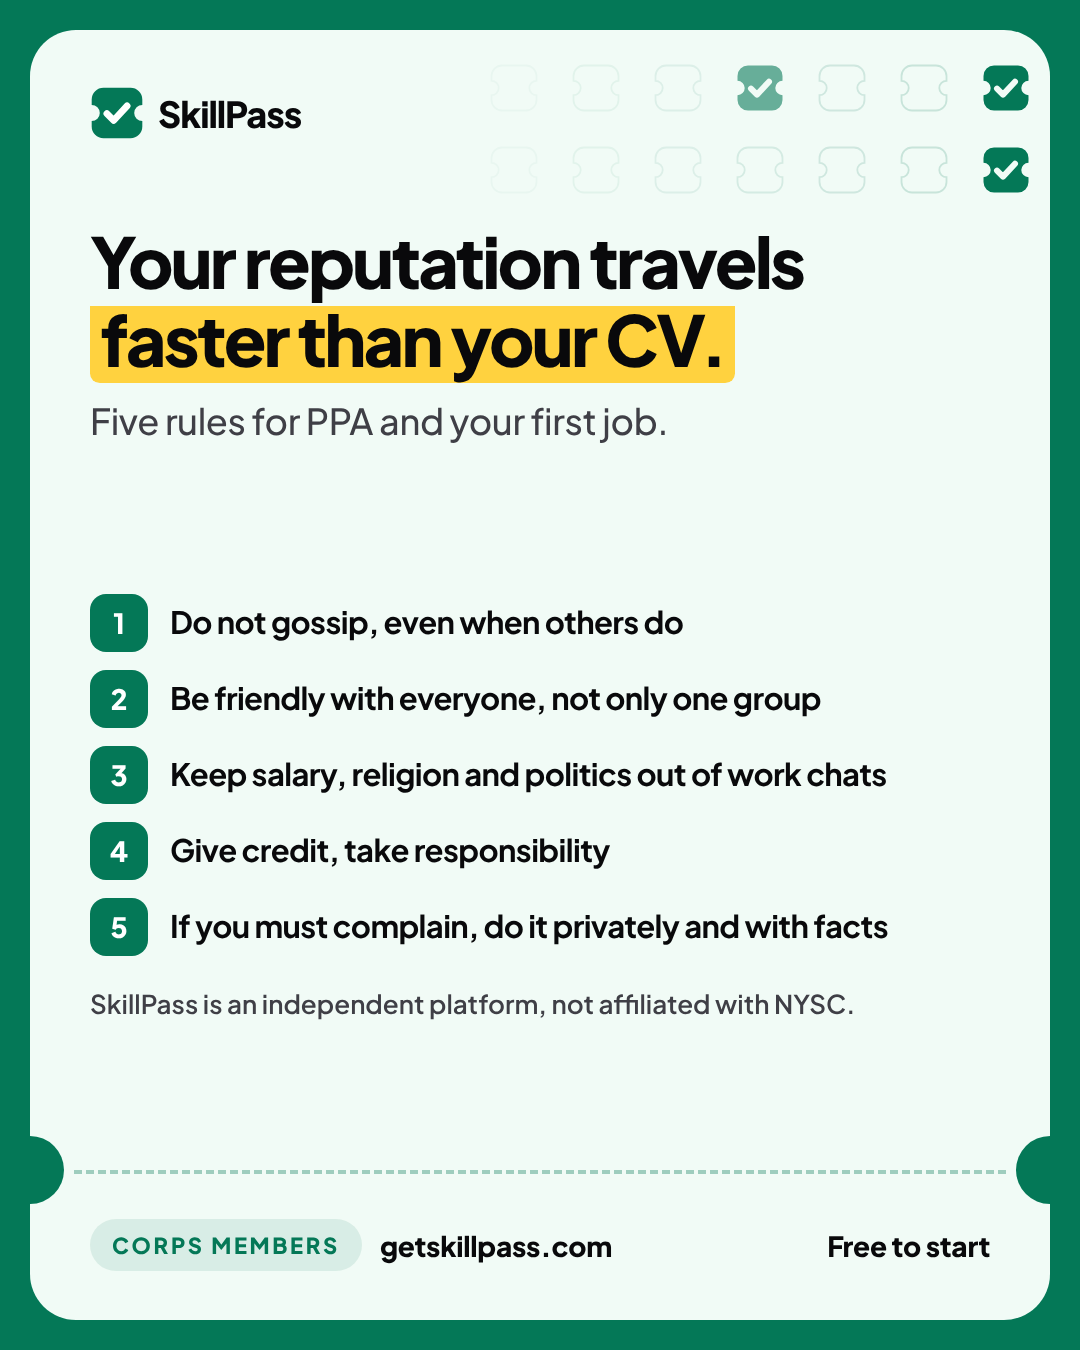 SkillPass
Your reputation travels
faster than your CV.
Five rules for PPA and your first job.
1 Do not gossip, even when others do
2 Be friendly with everyone, not only one group
3 Keep salary, religion and politics out of work chats
4 Give credit, take responsibility
5 If you must complain, do it privately and with facts
SkillPass is an independent platform, not affiliated with NYSC.
CORPS MEMBERS getskillpass.com Free to start